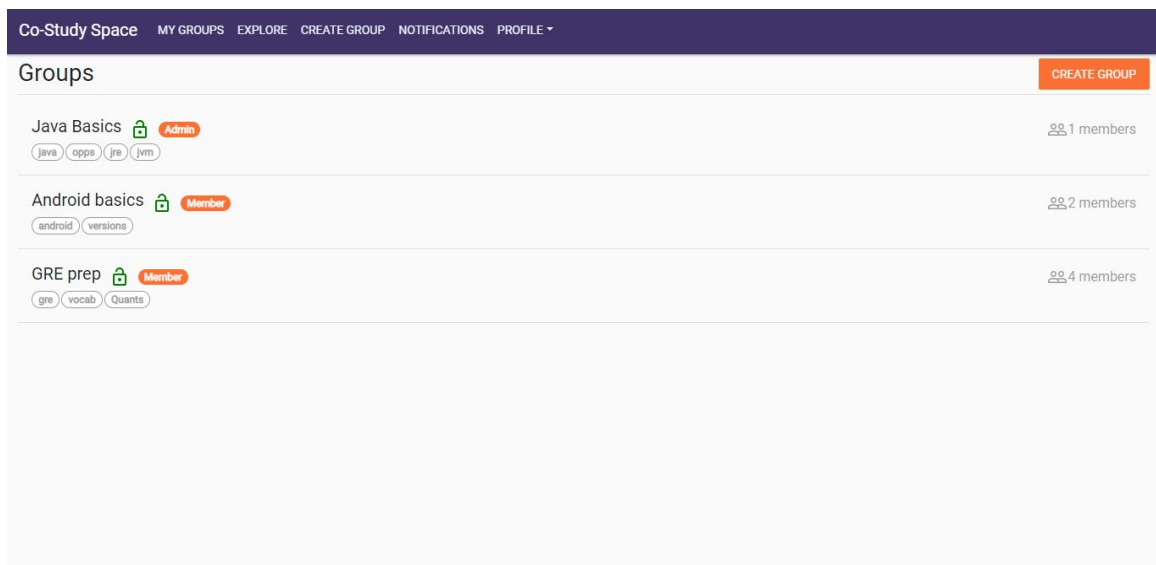 Co-Study Space MY GROUPS EXPLORE CREATE GROUP NOTIFICATIONS PROFILE
Groups CREATE GROUP
Java Basics Admin 1 members
java opps jre jvm
Android basics Member 2 members
android versions
GRE prep Member 4 members
gre vocab Quants